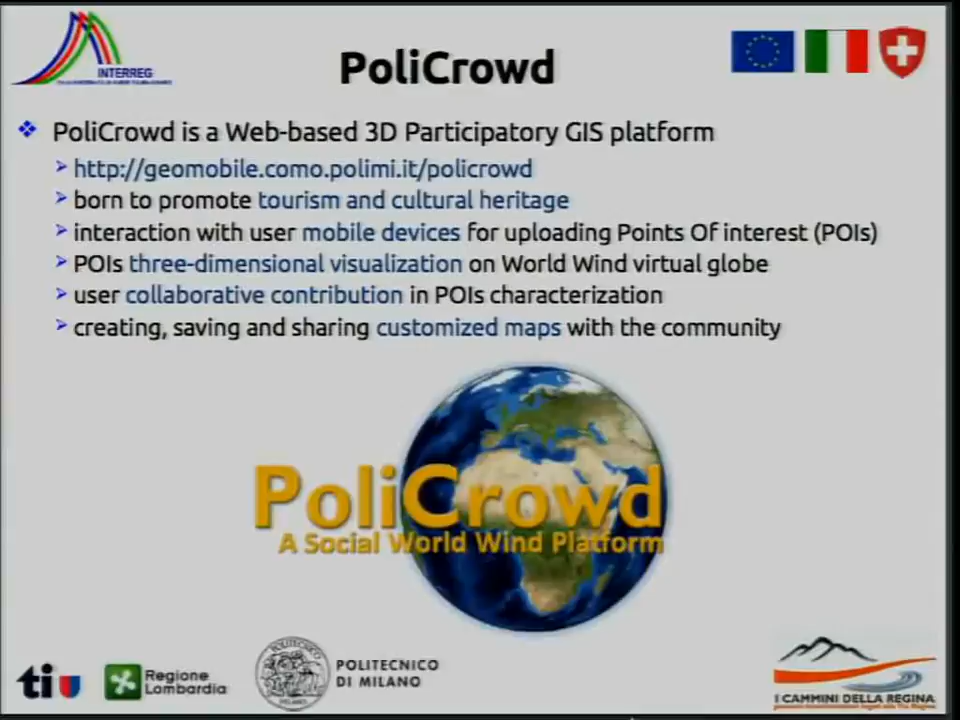 INTERREG
PoliCrowd
PoliCrowd is a Web-based 3D Participatory GIS platform
http://geomobile.como.polimi.it/policrowd
born to promote tourism and cultural heritage
interaction with user mobile devices for uploading Points Of interest (POIs)
POIs three-dimensional visualization on World Wind virtual globe
user collaborative contribution in POIs characterization
creating, saving and sharing customized maps with the community
PoliCrowd
A Social World Wind Platform
ti
Regione
Lombardia
POLITECNICO
DI MILANO
I CAMMINI DELLA REGINA